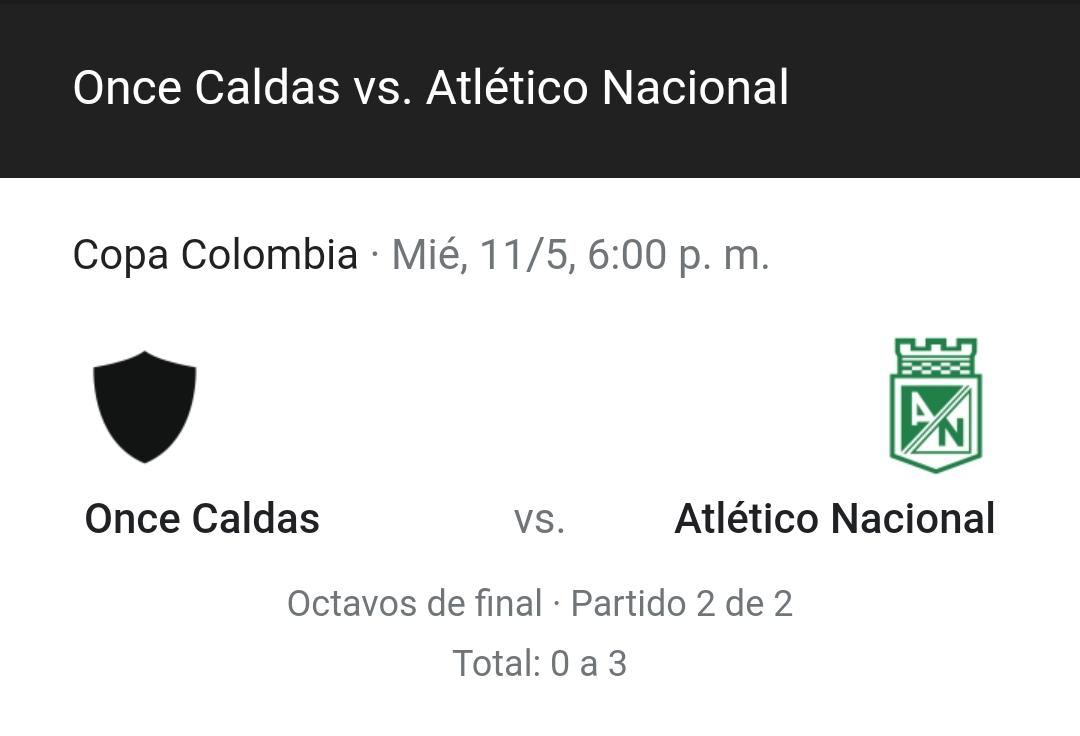 Once Caldas vs. Atlético Nacional
Copa Colombia · Mié, 11/5, 6:00 p. m.
AN
Once Caldas vs. Atlético Nacional
Octavos de final · Partido 2 de 2
Total: 0 a 3